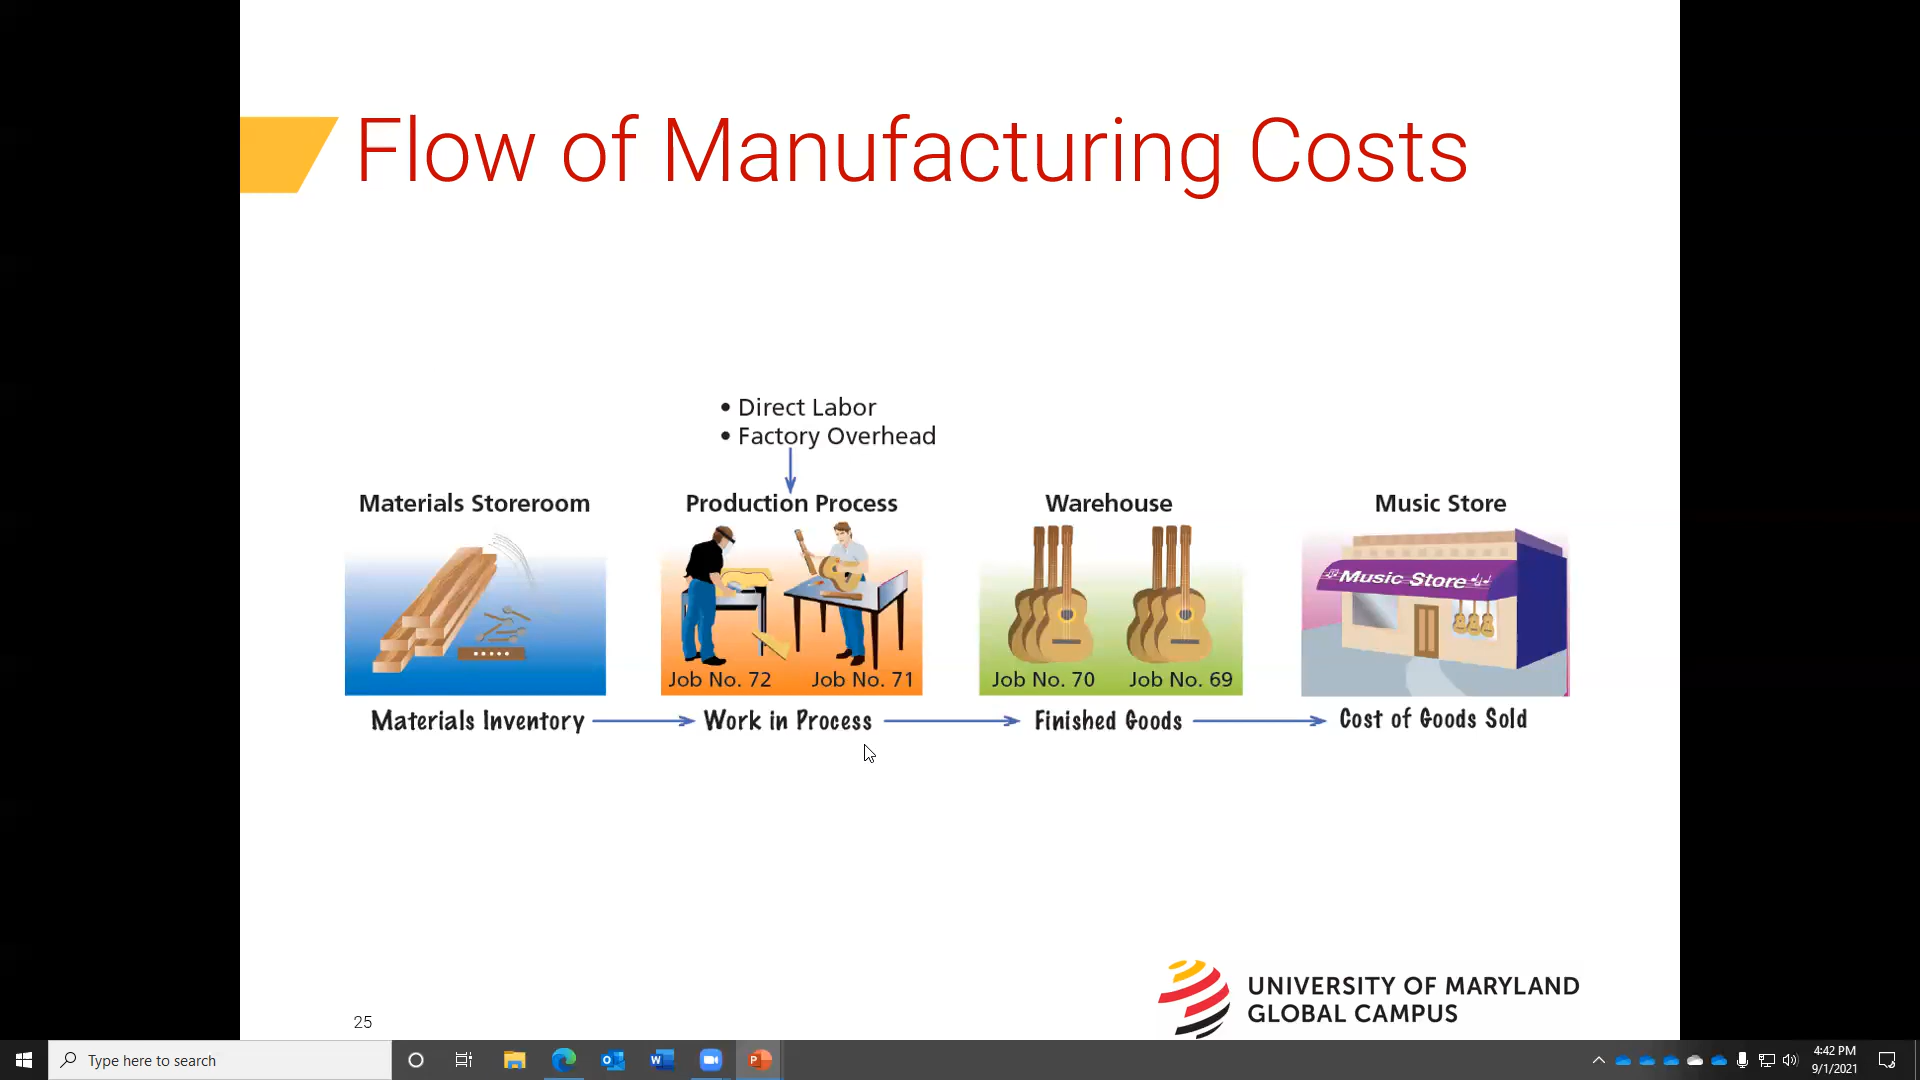 Flow of Manufacturing Costs
• Direct Labor
• Factory Overhead
Materials Storeroom
Production Process
Warehouse
Music Store
Music Store
Job No. 72
Job No. 71
Job No. 70
Job No. 69
Materials Inventory
Work in Process
Finished Goods
Cost of Goods Sold
UNIVERSITY OF MARYLAND
GLOBAL CAMPUS
25
Type here to search
4:42 PM
9/1/2021